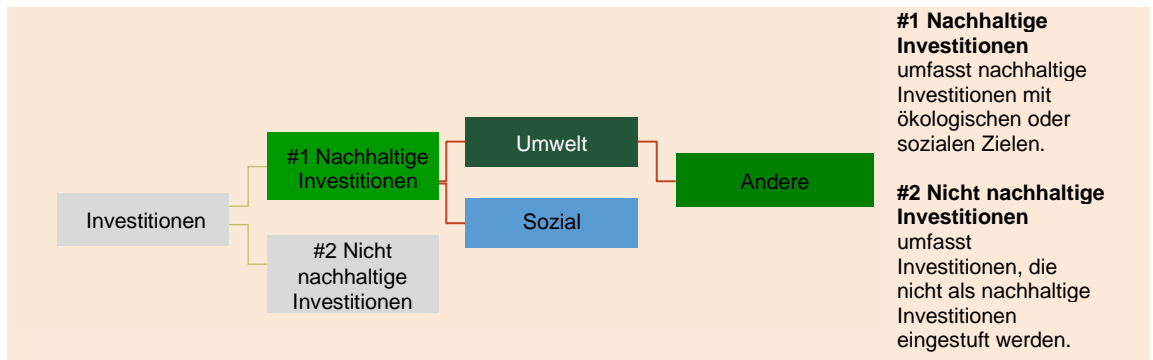 Investitionen
#1 Nachhaltige
Investitionen
#2 Nicht
nachhaltige
Investitionen
Umwelt
Sozial
Andere
#1 Nachhaltige
Investitionen
umfasst nachhaltige
Investitionen mit
ökologischen oder
sozialen Zielen.
#2 Nicht nachhaltige
Investitionen
umfasst
Investitionen, die
nicht als nachhaltige
Investitionen
eingestuft werden.